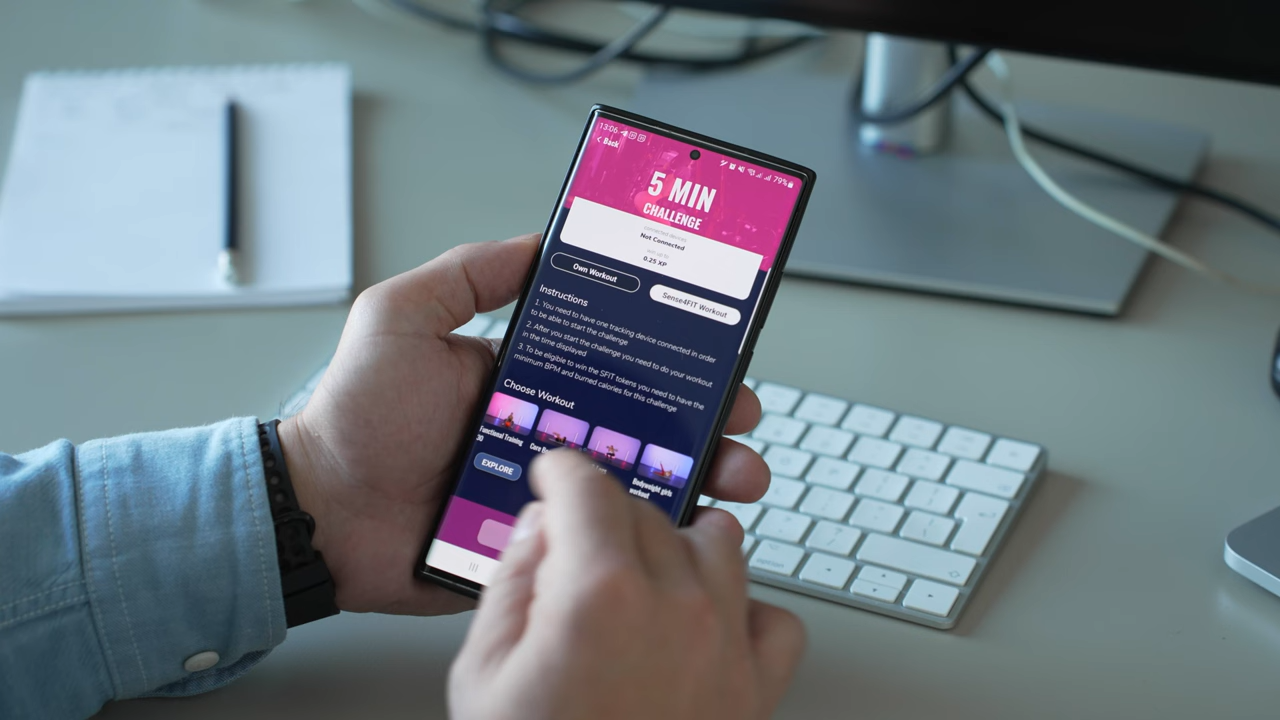 13:06
79%
< Back
5 MIN
CHALLENGE
connected devices
Not Connected
0.25 XP
Own Workout
Sense4FIT Workout
Instructions
1. You need to have one tracking device connected in order
to be able to start the challenge
2. After you start the challenge you need to do your workout
in the time displayed
3. To be eligible to win the SFIT tokens you need to have the
minimum BPM and burned calories for this challenge
Choose Workout
Functional Training
30
Core
Bodyweight girls
workout
EXPLORE